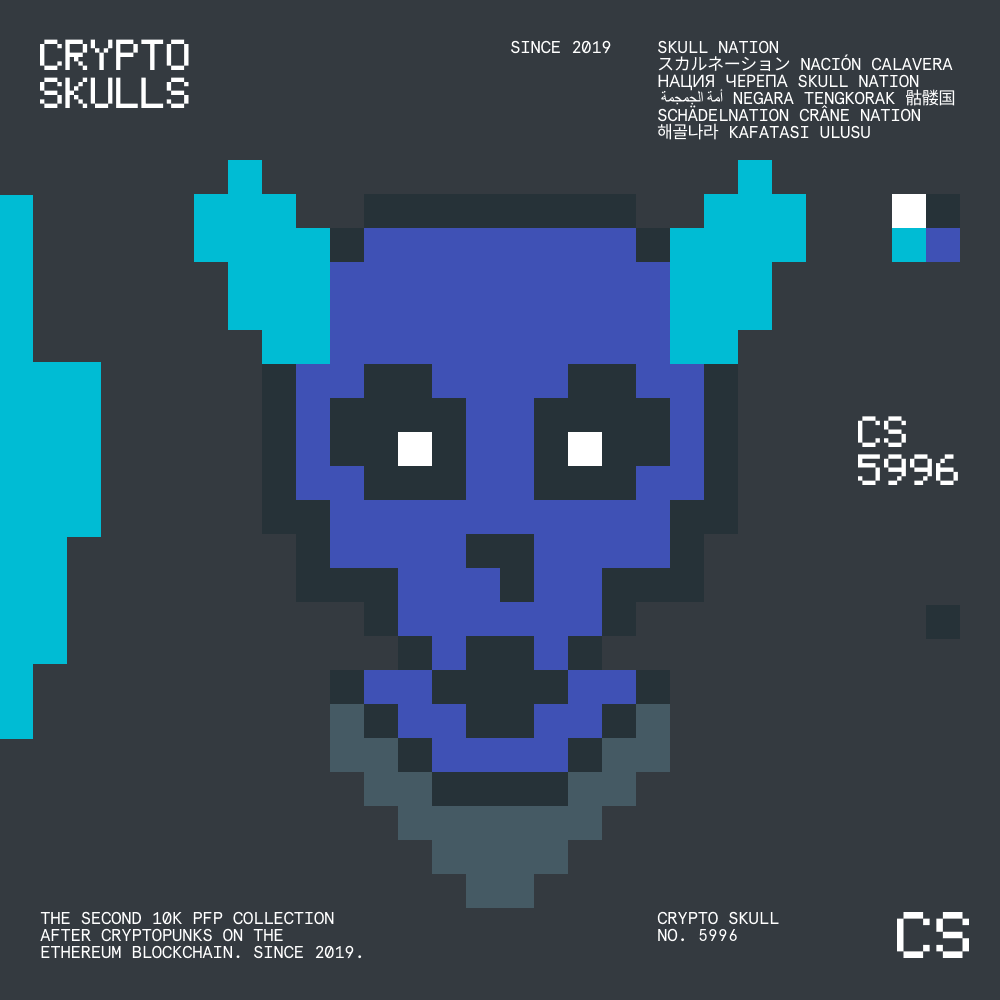 CRYPTO
SKULLS
SINCE 2019
SKULL NATION
スカルネーション NACIÓN CALAVERA
НАЦИЯ ЧЕРЕПА SKULL NATION
أمة الجمجمة NEGARA TENGKORAK 骷髅国
SCHÄDELNATION CRÂNE NATION
해골나라 KAFATASI ULUSU
CS
5996
THE SECOND 10K PFP COLLECTION
AFTER CRYPTOPUNKS ON THE
ETHEREUM BLOCKCHAIN. SINCE 2019.
CRYPTO SKULL
NO. 5996
CS